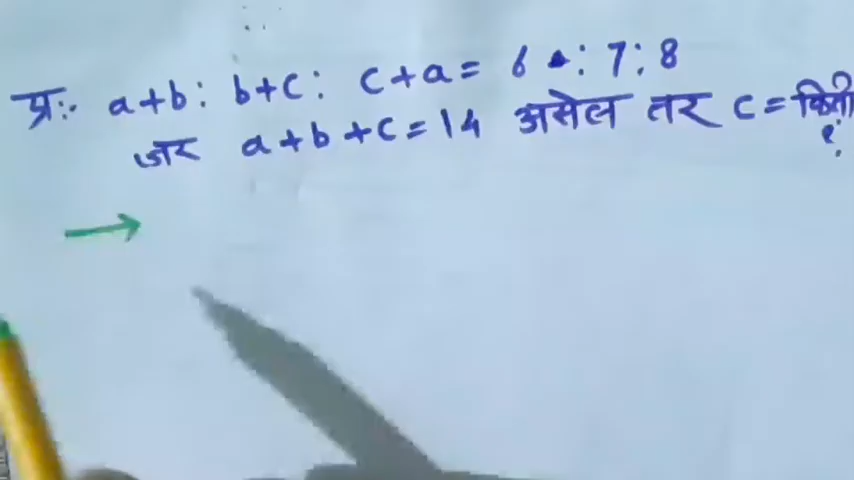 प्र:- a+b: b+c: c+a= 6 : 7: 8
जर a+b+c=14 असेल तर c= किती ?